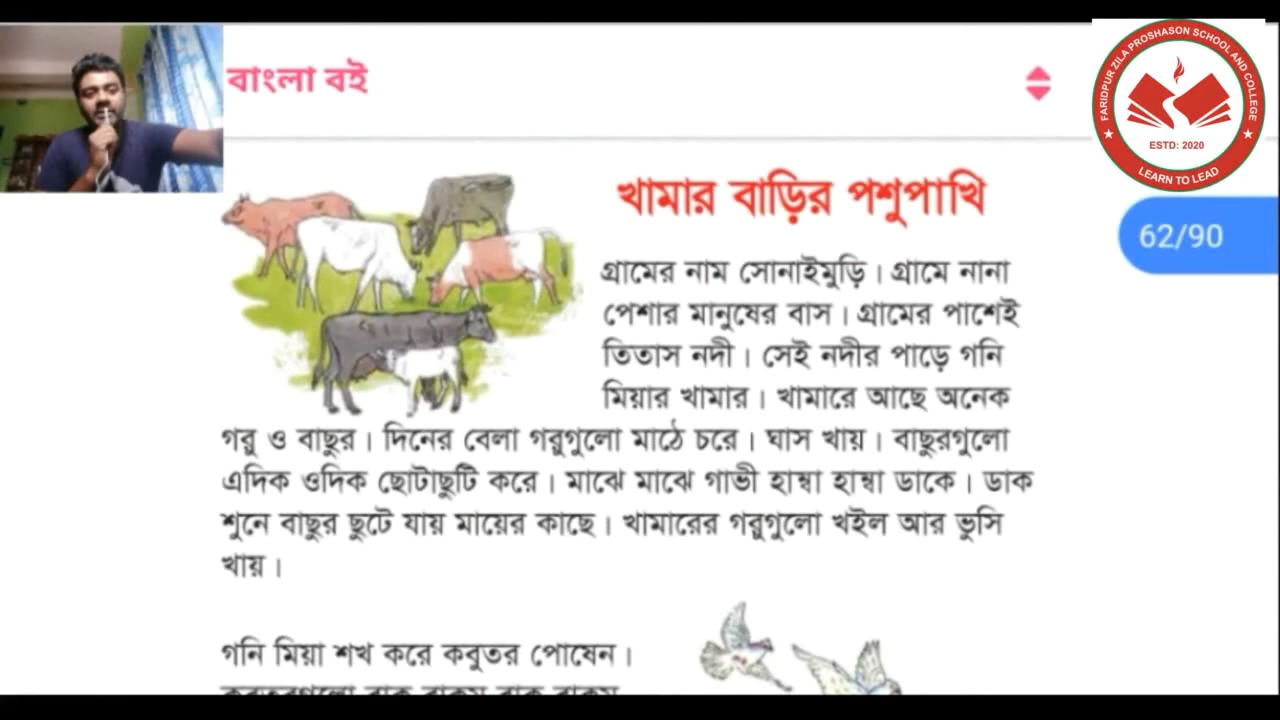 বাংলা বই
FARIDPUR ZILA PROSHASON SCHOOL AND COLLEGE
ESTD: 2020
LEARN TO LEAD
62/90
খামার বাড়ির পশুপাখি
গ্রামের নাম সোনাইমুড়ি। গ্রামে নানা
পেশার মানুষের বাস। গ্রামের পাশেই
তিতাস নদী। সেই নদীর পাড়ে গনি
মিয়ার খামার। খামারে আছে অনেক
গরু ও বাছুর। দিনের বেলা গরুগুলো মাঠে চরে। ঘাস খায়। বাছুরগুলো
এদিক ওদিক ছোটাছুটি করে। মাঝে মাঝে গাভী হাম্বা হাম্বা ডাকে। ডাক
শুনে বাছুর ছুটে যায় মায়ের কাছে। খামারের গরুগুলো খইল আর ভুসি
খায়।
গনি মিয়া শখ করে কবুতর পোষেন।